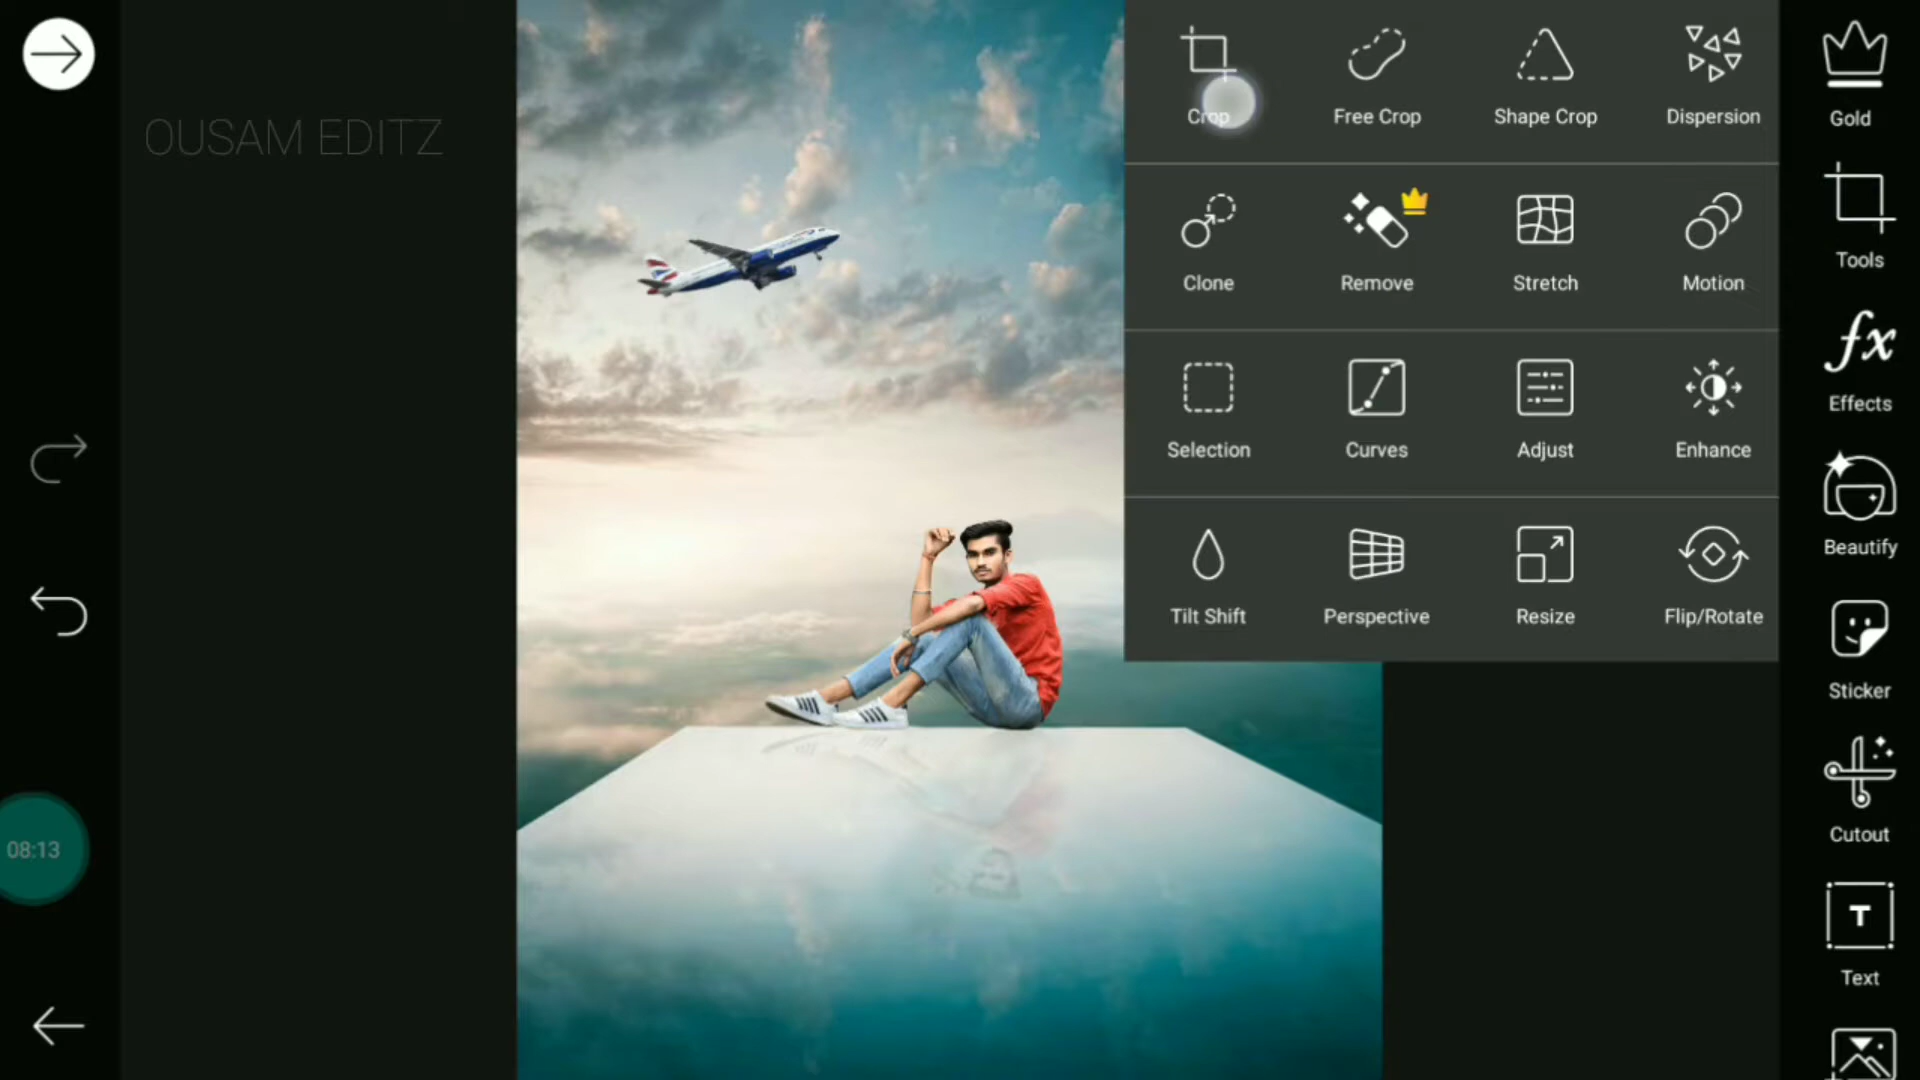 OUSAM EDITZ
Crop
Free Crop
Shape Crop
Dispersion
Gold
Clone
Remove
Stretch
Motion
Tools
Selection
Curves
Adjust
Enhance
Effects
Tilt Shift
Perspective
Resize
Flip/Rotate
Beautify
Sticker
Cutout
Text
08:13